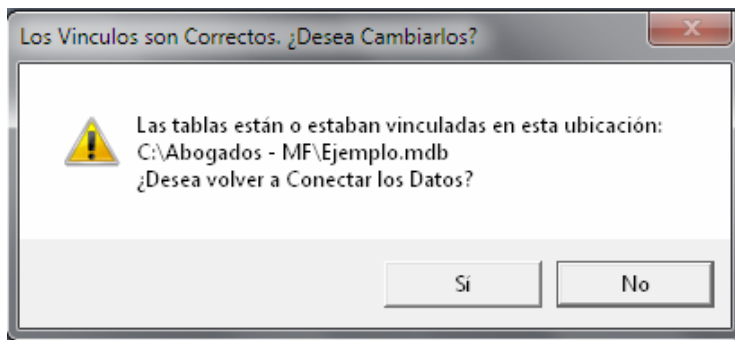 Los Vinculos son Correctos. ¿Desea Cambiarlos?
Las tablas están o estaban vinculadas en esta ubicación:
C:\Abogados - MF\Ejemplo.mdb
¿Desea volver a Conectar los Datos?
Sí
No